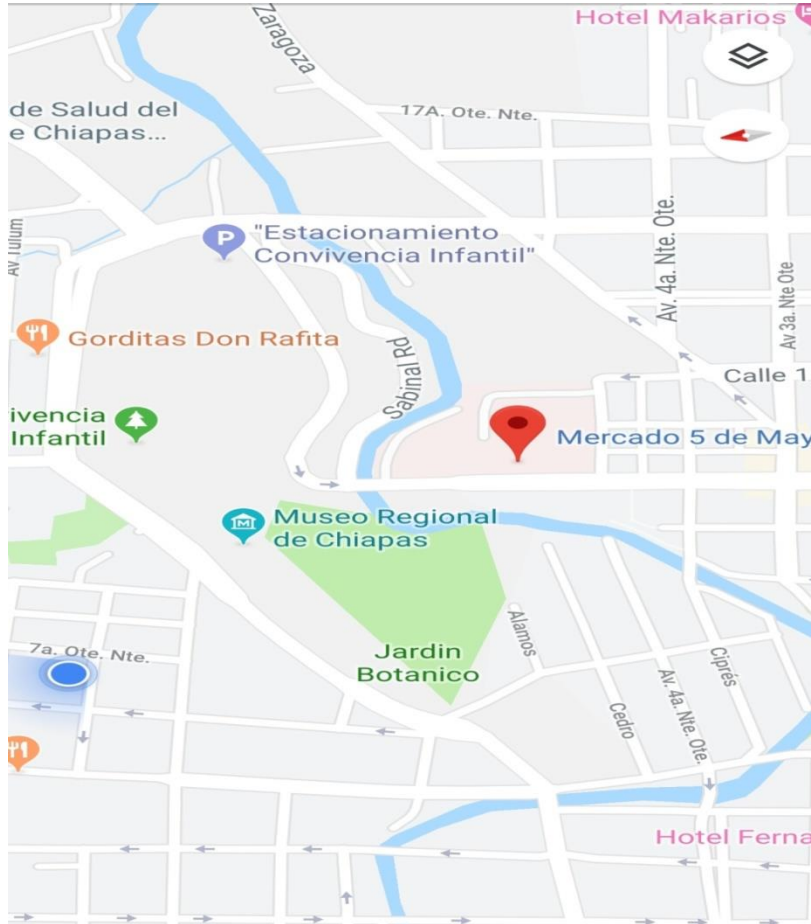 Hotel Makarios
Zaragoza
de Salud del
e Chiapas...
17A. Ote. Nte.
P
"Estacionamiento
Convivencia Infantil"
Av Tulum
Av. 4a. Nte. Ote.
Av 3a. Nte Ote
Gorditas Don Rafita
Sabinal Rd
Calle 1
ivencia
Infantil
Mercado 5 de May
M
Museo Regional
de Chiapas
Alamos
7a. Ote. Nte.
Jardin
Botanico
Cedro
Av. 4a. Nte. Ote.
Ciprés
Hotel Ferna